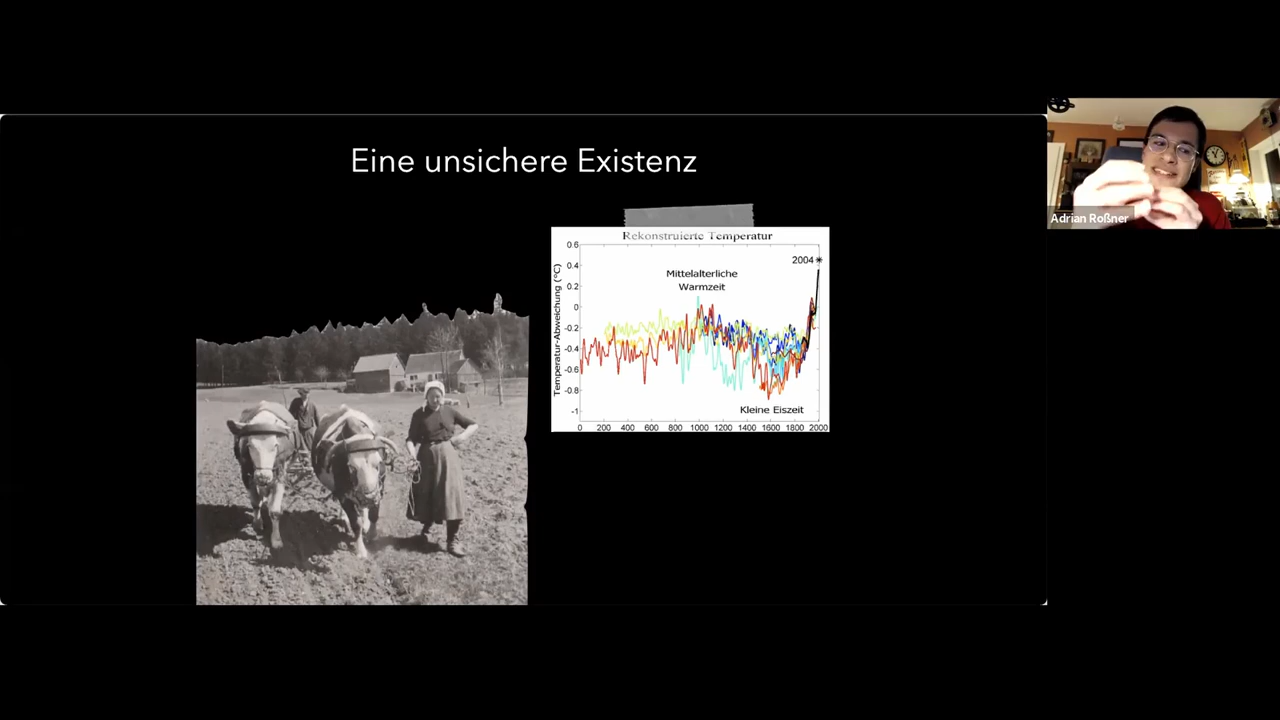 Eine unsichere Existenz
Rekonstruierte Temperatur
Temperatur-Abweichung (°C)
0.6
0.4
0.2
0
-0.2
-0.4
-0.6
-0.8
-1
2004
Mittelalterliche
Warmzeit
Kleine Eiszeit
0 200 400 600 800 1000 1200 1400 1600 1800 2000
Adrian Roßner